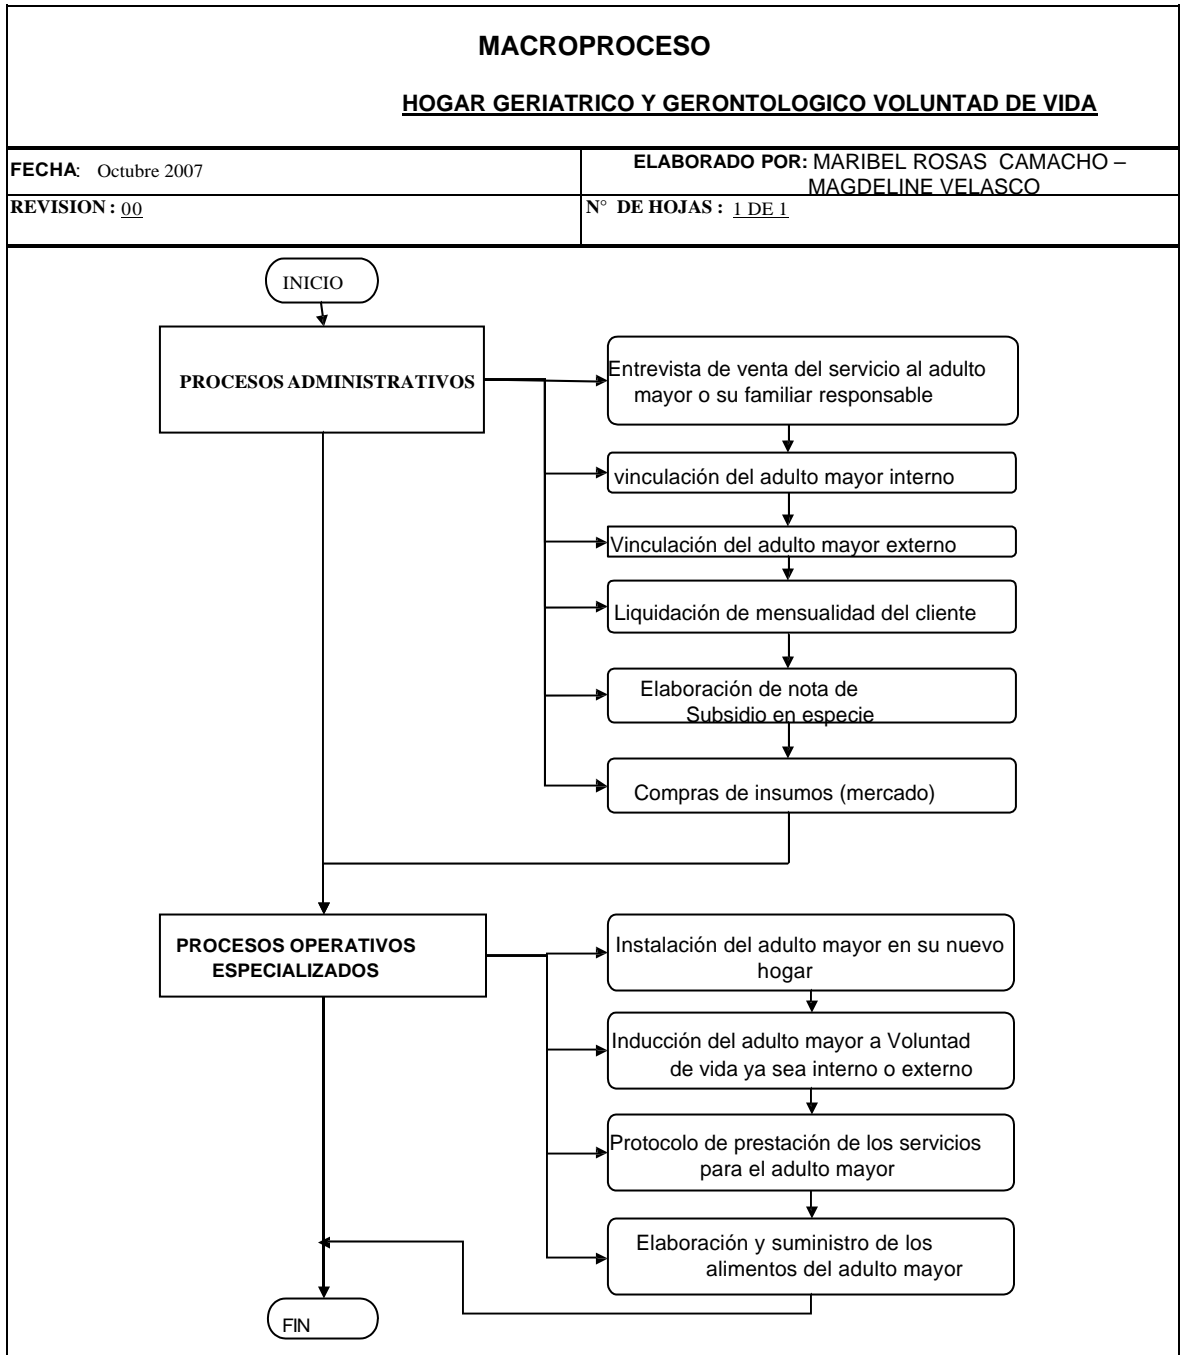 MACROPROCESO
HOGAR GERIATRICO Y GERONTOLOGICO VOLUNTAD DE VIDA
FECHA: Octubre 2007
ELABORADO POR: MARIBEL ROSAS CAMACHO –
MAGDELINE VELASCO
REVISION : 00
N° DE HOJAS : 1 DE 1
INICIO
PROCESOS ADMINISTRATIVOS
Entrevista de venta del servicio al adulto
mayor o su familiar responsable
vinculación del adulto mayor interno
Vinculación del adulto mayor externo
Liquidación de mensualidad del cliente
Elaboración de nota de
Subsidio en especie
Compras de insumos (mercado)
PROCESOS OPERATIVOS
ESPECIALIZADOS
Instalación del adulto mayor en su nuevo
hogar
Inducción del adulto mayor a Voluntad
de vida ya sea interno o externo
Protocolo de prestación de los servicios
para el adulto mayor
Elaboración y suministro de los
alimentos del adulto mayor
FIN